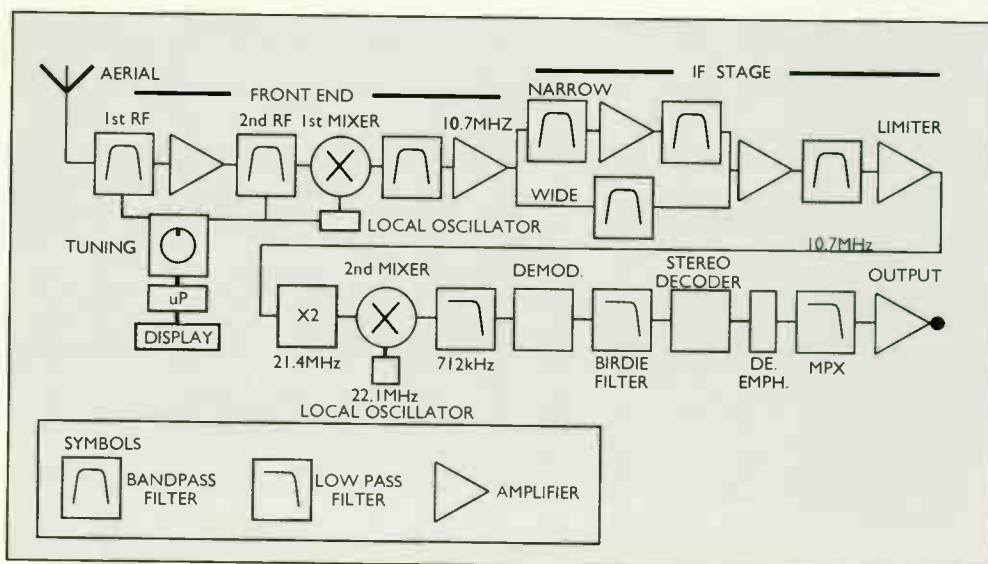 AERIAL
IF STAGE
FRONT END
NARROW
1st RF
2nd RF
1st MIXER
10.7MHZ
LIMITER
WIDE
TUNING
LOCAL OSCILLATOR
10.7MHz
uP
DISPLAY
2nd MIXER
DEMOD.
STEREO
DECODER
OUTPUT
X2
21.4MHz
22.1MHz
LOCAL OSCILLATOR
712kHz
BIRDIE
FILTER
DE.
EMPH.
MPX
SYMBOLS
BANDPASS
FILTER
LOW PASS
FILTER
AMPLIFIER